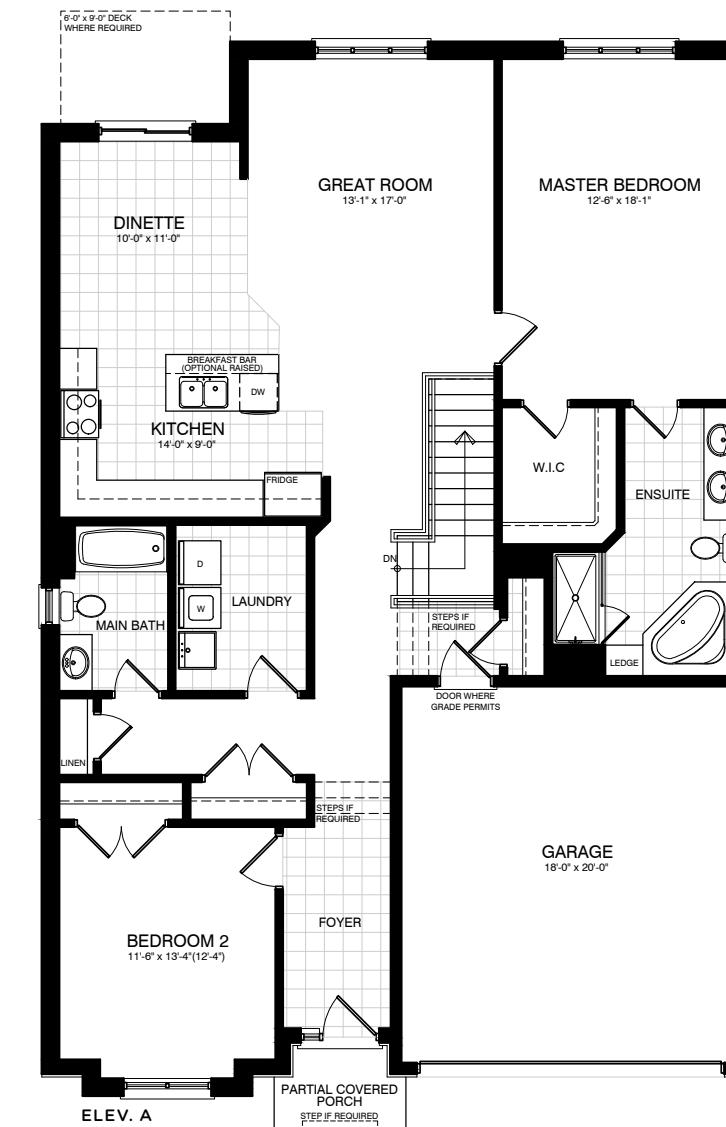 6'-0" x 9'-0" DECK
WHERE REQUIRED
GREAT ROOM
13'-1" x 17'-0"
MASTER BEDROOM
12'-6" x 18'-1"
DINETTE
10'-0" x 11'-0"
BREAKFAST BAR
(OPTIONAL RAISED)
DW
KITCHEN
14'-0" x 9'-0"
FRIDGE
W.I.C
ENSUITE
DN
D
W
LAUNDRY
MAIN BATH
STEPS IF
REQUIRED
LEDGE
DOOR WHERE
GRADE PERMITS
LINEN
STEPS IF
REQUIRED
GARAGE
18'-0" x 20'-0"
FOYER
BEDROOM 2
11'-6" x 13'-4"(12'-4")
PARTIAL COVERED
PORCH
STEP IF REQUIRED
ELEV. A